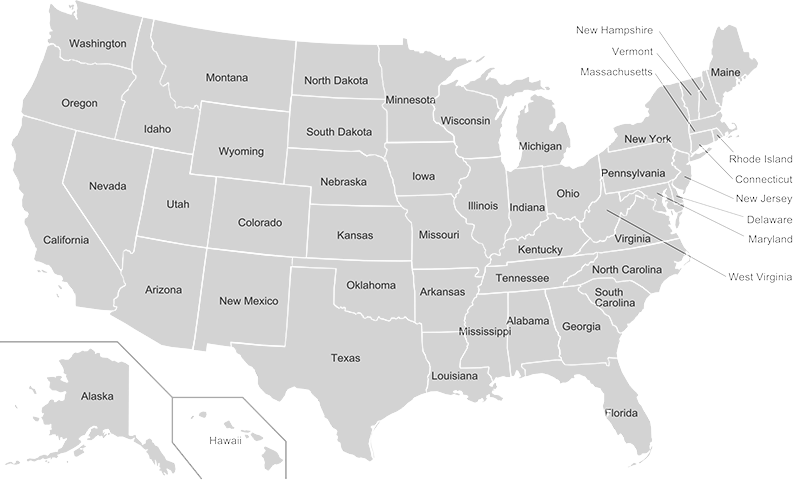 New Hampshire
Washington
Vermont
Massachusetts
Maine
Montana
North Dakota
Oregon
Minnesota
Wisconsin
Idaho
South Dakota
New York
Michigan
Wyoming
Rhode Island
Pennsylvania
Connecticut
Nebraska
Iowa
Nevada
Ohio
New Jersey
Utah
Illinois
Indiana
Delaware
Colorado
Kansas
Missouri
California
Virginia
Maryland
Kentucky
North Carolina
Tennessee
West Virginia
Arizona
Oklahoma
Arkansas
South
Carolina
New Mexico
Alabama
Georgia
Mississippi
Texas
Louisiana
Alaska
Florida
Hawaii